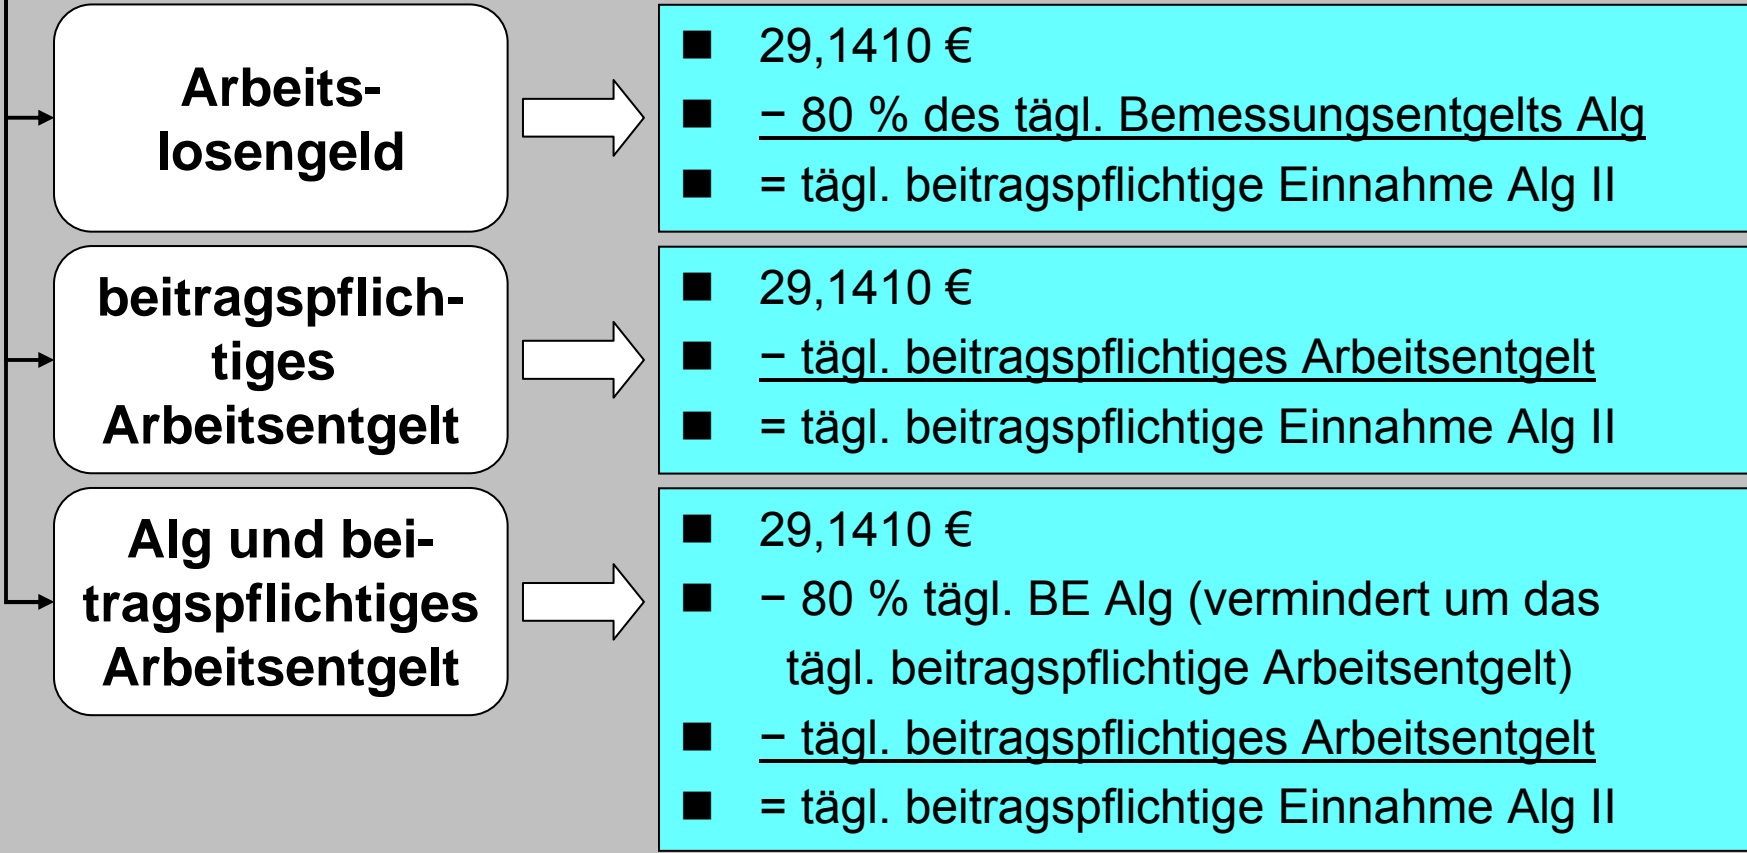 Arbeits-
losengeld
■ 29,1410 €
■ − 80 % des tägl. Bemessungsentgelts Alg
■ = tägl. beitragspflichtige Einnahme Alg II
beitragspflich-
tiges
Arbeitsentgelt
■ 29,1410 €
■ − tägl. beitragspflichtiges Arbeitsentgelt
■ = tägl. beitragspflichtige Einnahme Alg II
Alg und bei-
tragspflichtiges
Arbeitsentgelt
■ 29,1410 €
■ − 80 % tägl. BE Alg (vermindert um das
tägl. beitragspflichtige Arbeitsentgelt)
■ − tägl. beitragspflichtiges Arbeitsentgelt
■ = tägl. beitragspflichtige Einnahme Alg II